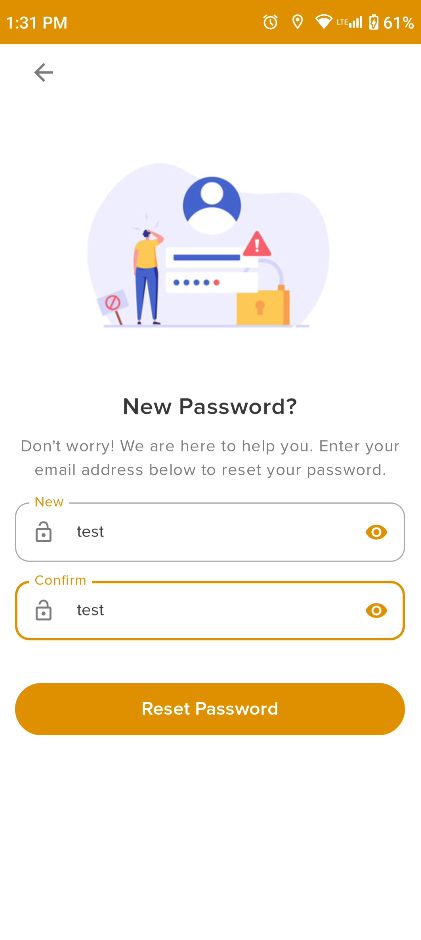 1:31 PM
LTE
61%
New Password?
Don't worry! We are here to help you. Enter your
email address below to reset your password.
New
test
Confirm
test
Reset Password